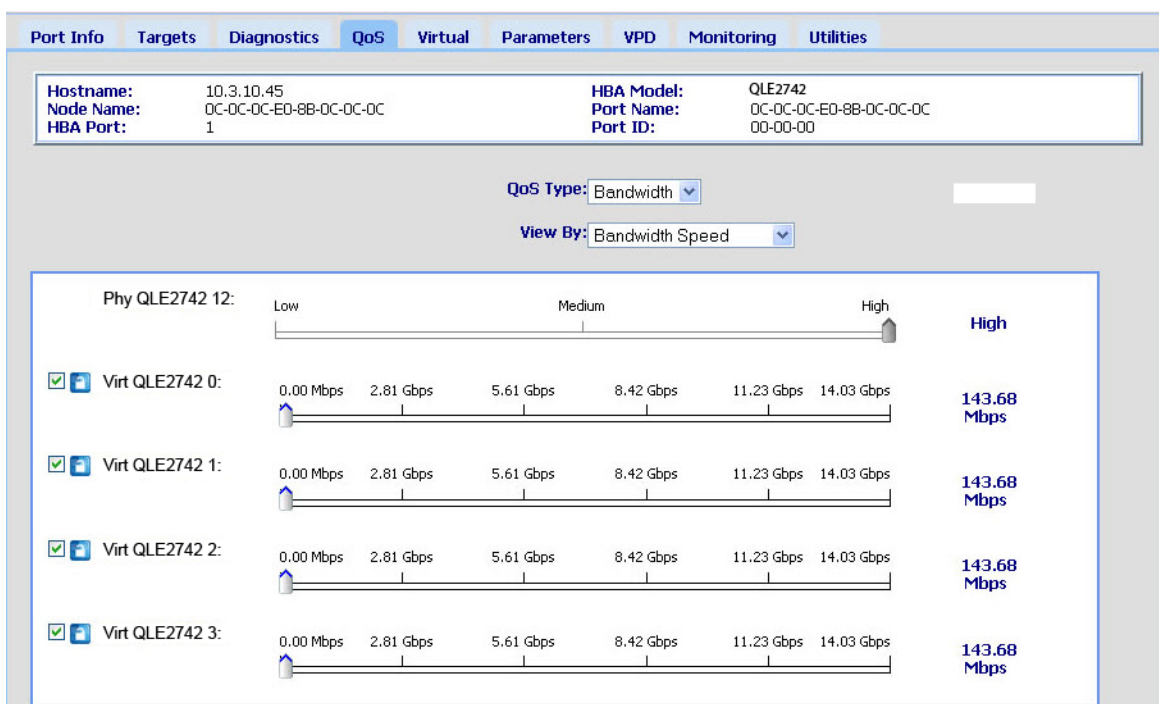 Port Info Targets Diagnostics QoS Virtual Parameters VPD Monitoring Utilities
Hostname: 10.3.10.45 HBA Model: QLE2742
Node Name: 0C-0C-0C-E0-8B-0C-0C-0C Port Name: 0C-0C-0C-E0-8B-0C-0C-0C
HBA Port: 1 Port ID: 00-00-00
QoS Type: Bandwidth
View By: Bandwidth Speed
Phy QLE2742 12: Low Medium High High
Virt QLE2742 0: 0.00 Mbps 2.81 Gbps 5.61 Gbps 8.42 Gbps 11.23 Gbps 14.03 Gbps 143.68
Mbps
Virt QLE2742 1: 0.00 Mbps 2.81 Gbps 5.61 Gbps 8.42 Gbps 11.23 Gbps 14.03 Gbps 143.68
Mbps
Virt QLE2742 2: 0.00 Mbps 2.81 Gbps 5.61 Gbps 8.42 Gbps 11.23 Gbps 14.03 Gbps 143.68
Mbps
Virt QLE2742 3: 0.00 Mbps 2.81 Gbps 5.61 Gbps 8.42 Gbps 11.23 Gbps 14.03 Gbps 143.68
Mbps